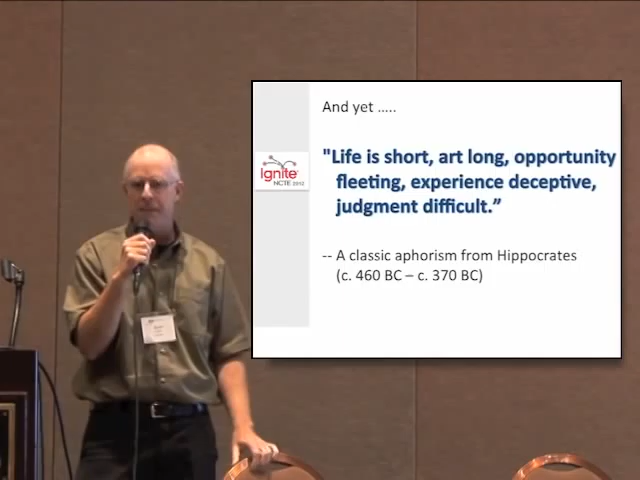 And yet …..
"Life is short, art long, opportunity
fleeting, experience deceptive,
judgment difficult.”
Ignite
NCTE 2012
-- A classic aphorism from Hippocrates
(c. 460 BC – c. 370 BC)